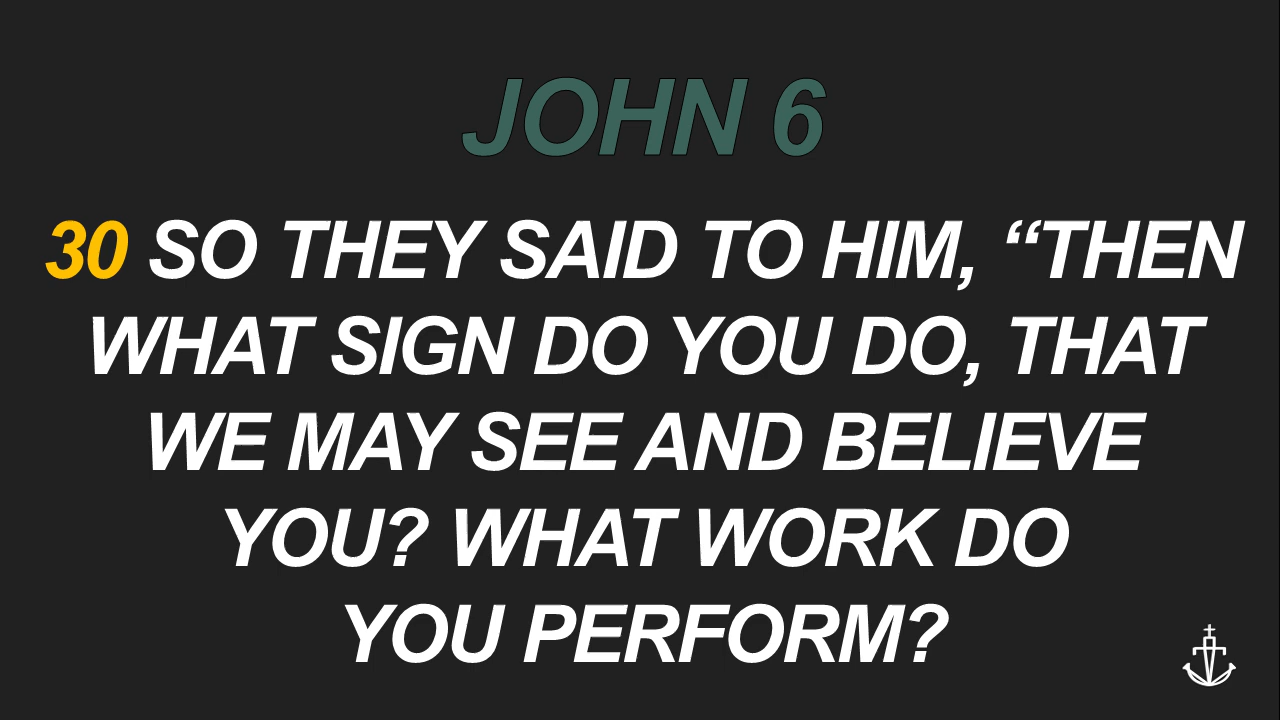 JOHN 6
30 SO THEY SAID TO HIM, “THEN
WHAT SIGN DO YOU DO, THAT
WE MAY SEE AND BELIEVE
YOU? WHAT WORK DO
YOU PERFORM?